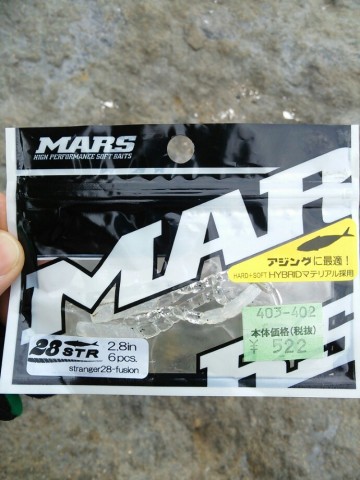 MARS
HIGH PERFORMANCE SOFT BAITS
MAR
アジングに最適!
HARD+SOFT HYBRIDマテリアル採用
403-402
本体価格(税抜)
¥522
28 STR
2.8in
6pcs.
stranger28-fusion